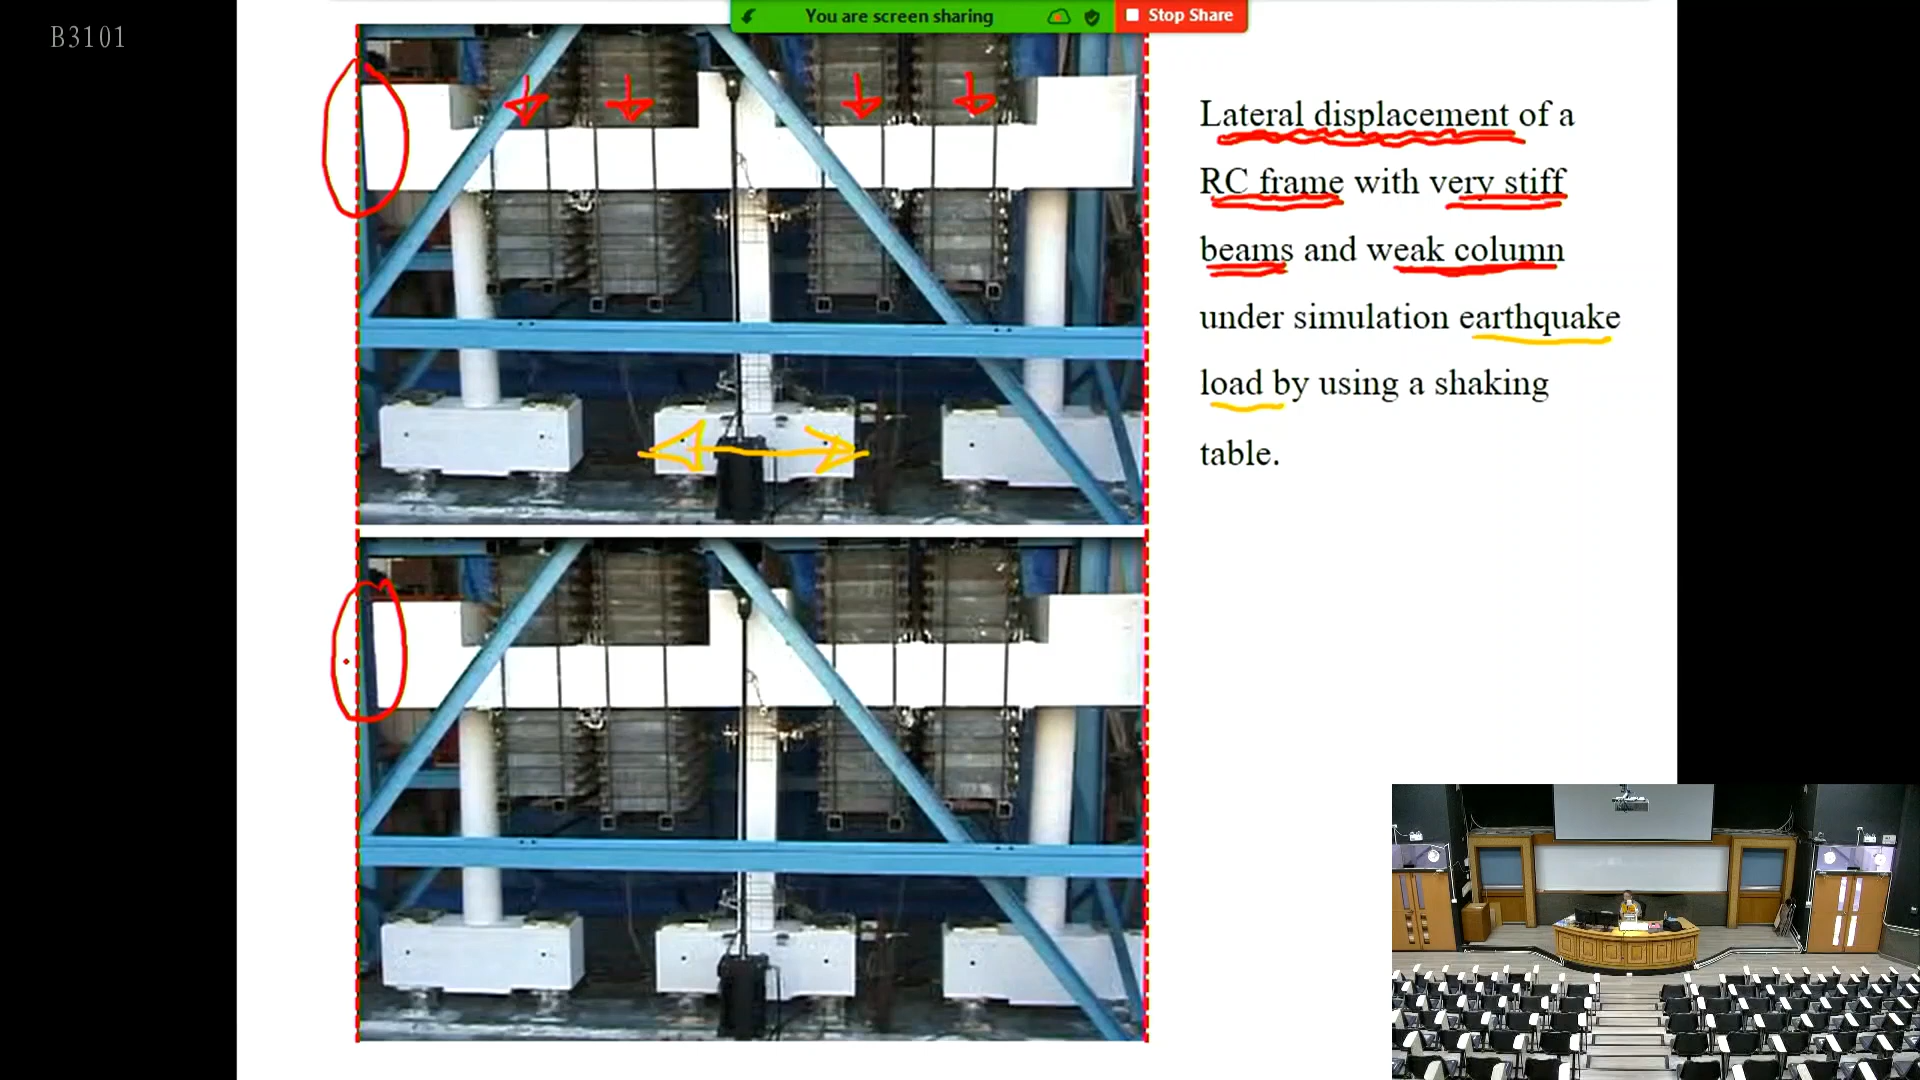 B3101
You are screen sharing
Stop Share
Lateral displacement of a
RC frame with very stiff
beams and weak column
under simulation earthquake
load by using a shaking
table.